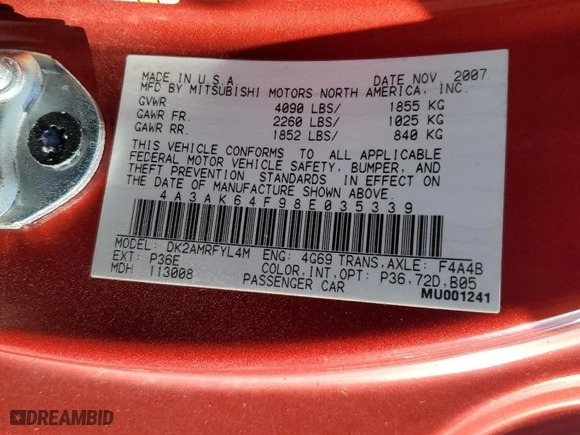 MADE IN U.S.A. DATE NOV, 2007
MFD BY MITSUBISHI MOTORS NORTH AMERICA, INC.
GVWR 4090 LBS/ 1855 KG
GAWR FR. 2260 LBS/ 1025 KG
GAWR RR. 1852 LBS/ 840 KG
THIS VEHICLE CONFORMS TO ALL APPLICABLE
FEDERAL MOTOR VEHICLE SAFETY, BUMPER, AND
THEFT PREVENTION STANDARDS IN EFFECT ON
THE DATE OF MANUFACTURE SHOWN ABOVE.
4A3AK64F98E035339
MODEL: DK2AMRFYL4M ENG: 4G69 TRANS,AXLE: F4A4B
EXT: P36E COLOR,INT,OPT: P36,72D,B05
MDH 113008 PASSENGER CAR
MU001241
DREAMBID